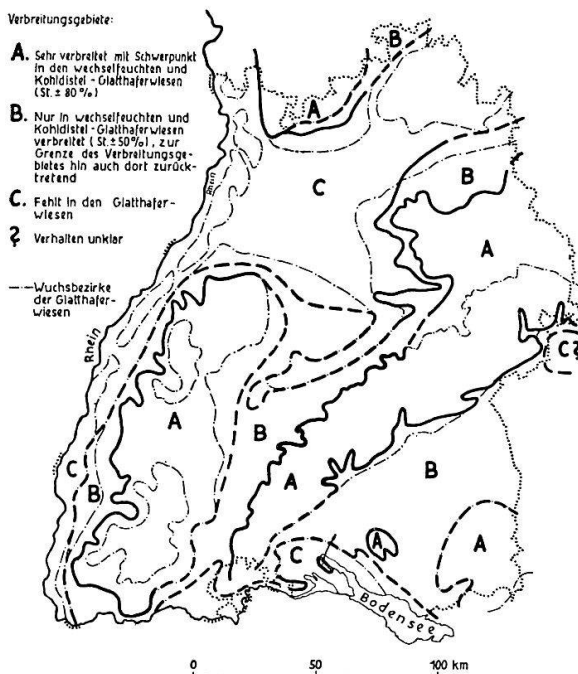 Verbreitungsgebiete:
A. Sehr verbreitet mit Schwerpunkt
in den wechselfeuchten und
Kohldistel-Glatthaferwiesen
(St. ± 80 %)
B. Nur in wechselfeuchten und
Kohldistel-Glatthaferwiesen
verbreitet (St. ± 50 %), zur
Grenze des Verbreitungsge-
bietes hin auch dort zurück-
tretend
C. Fehlt in den Glatthafer-
wiesen
? Verhalten unklar
Wuchsbezirke
der Glatthafer-
wiesen
B
A
Rhein
C
B
A
Rhein
C?
A
B
C
B
A
B
A
A
C
Bodensee
0 50 100 km